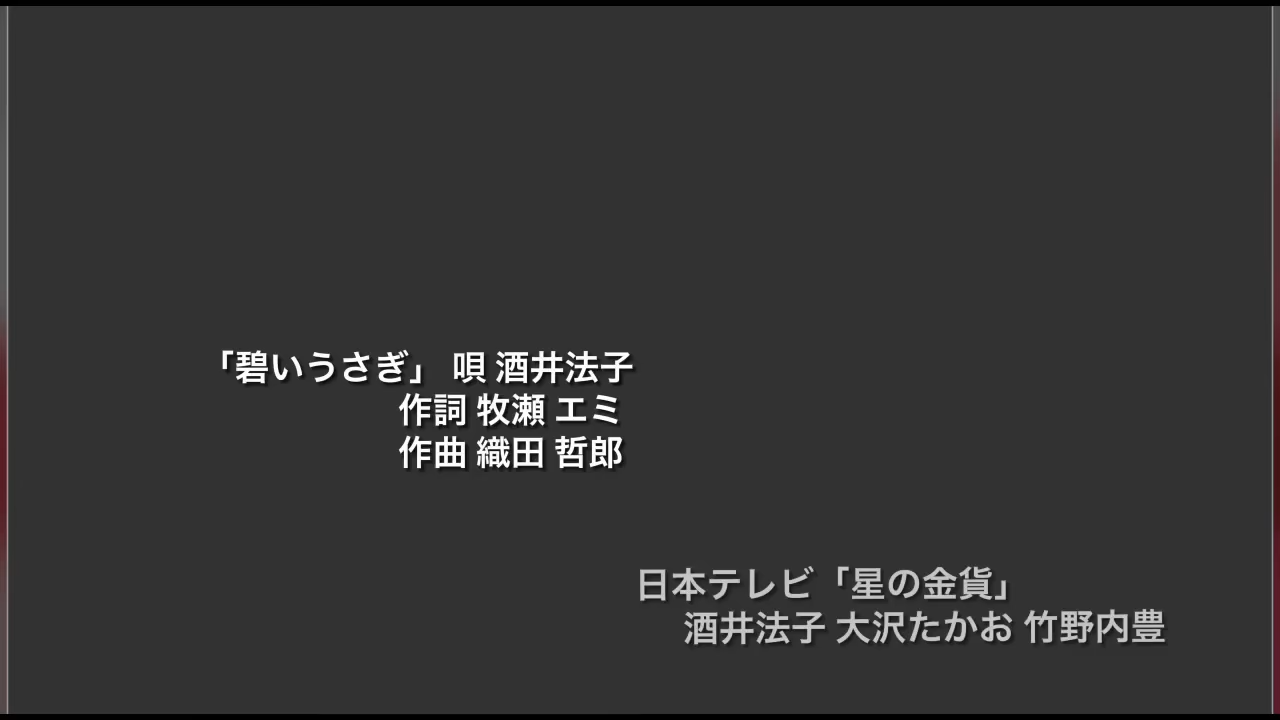 「碧いうさぎ」 唄 酒井法子
作詞 牧瀬 エミ
作曲 織田 哲郎
日本テレビ「星の金貨」
酒井法子 大沢たかお 竹野内豊